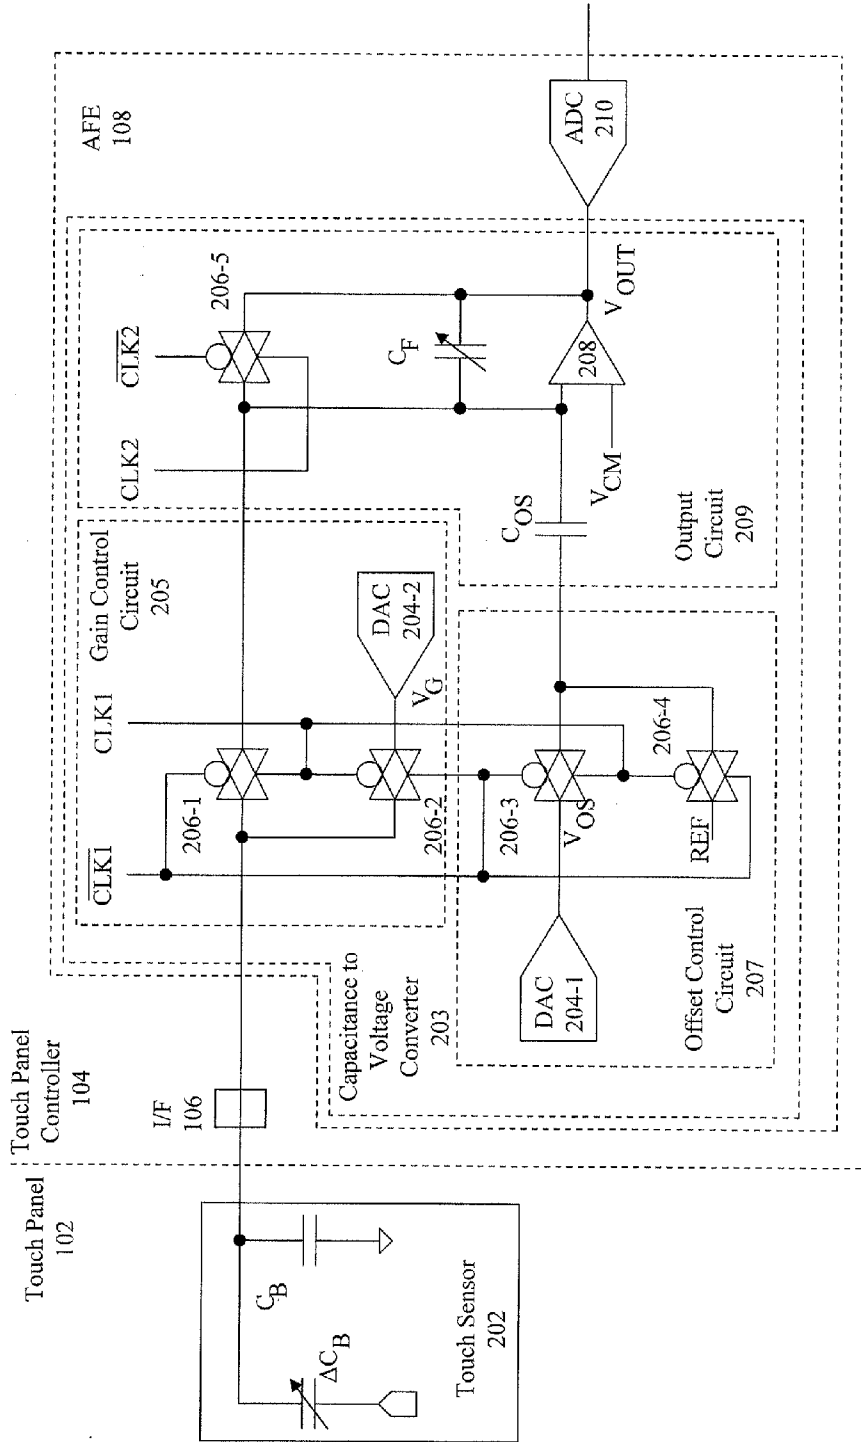 Touch Panel
102
Touch Panel
Controller
104
AFE
108
I/F
106
Touch Sensor
202
ΔC_B
C_B
Capacitance to
Voltage
Converter
203
Gain Control
Circuit
205
CLK1
CLK1
CLK2
CLK2
206-1
206-2
206-3
206-4
206-5
DAC
204-2
V_G
DAC
204-1
V_OS
REF
Offset Control
Circuit
207
C_OS
C_F
V_CM
208
V_OUT
Output
Circuit
209
ADC
210